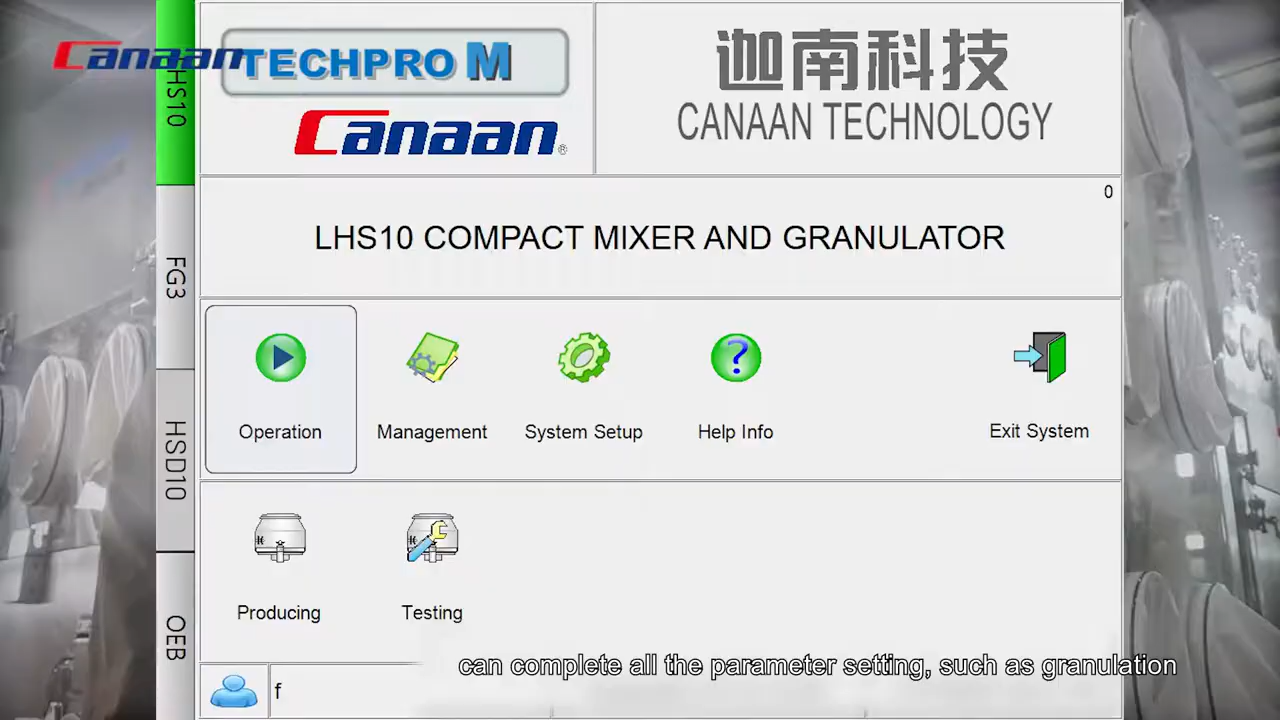 Canaan
TECHPRO M
Canaan®
迦南科技
CANAAN TECHNOLOGY
HS10
FG3
HSD10
OEB
0
LHS10 COMPACT MIXER AND GRANULATOR
Operation
Management
System Setup
Help Info
Exit System
Producing
Testing
f
can complete all the parameter setting, such as granulation